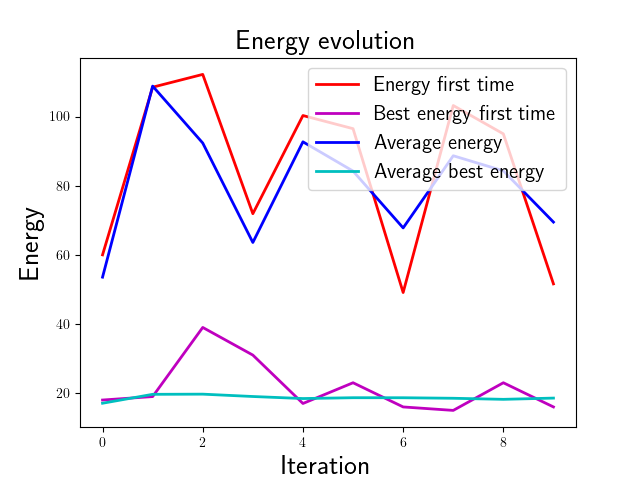 Energy evolution
Energy first time
Best energy first time
Average energy
Average best energy
100
80
60
40
20
Energy
0
2
4
6
8
Iteration